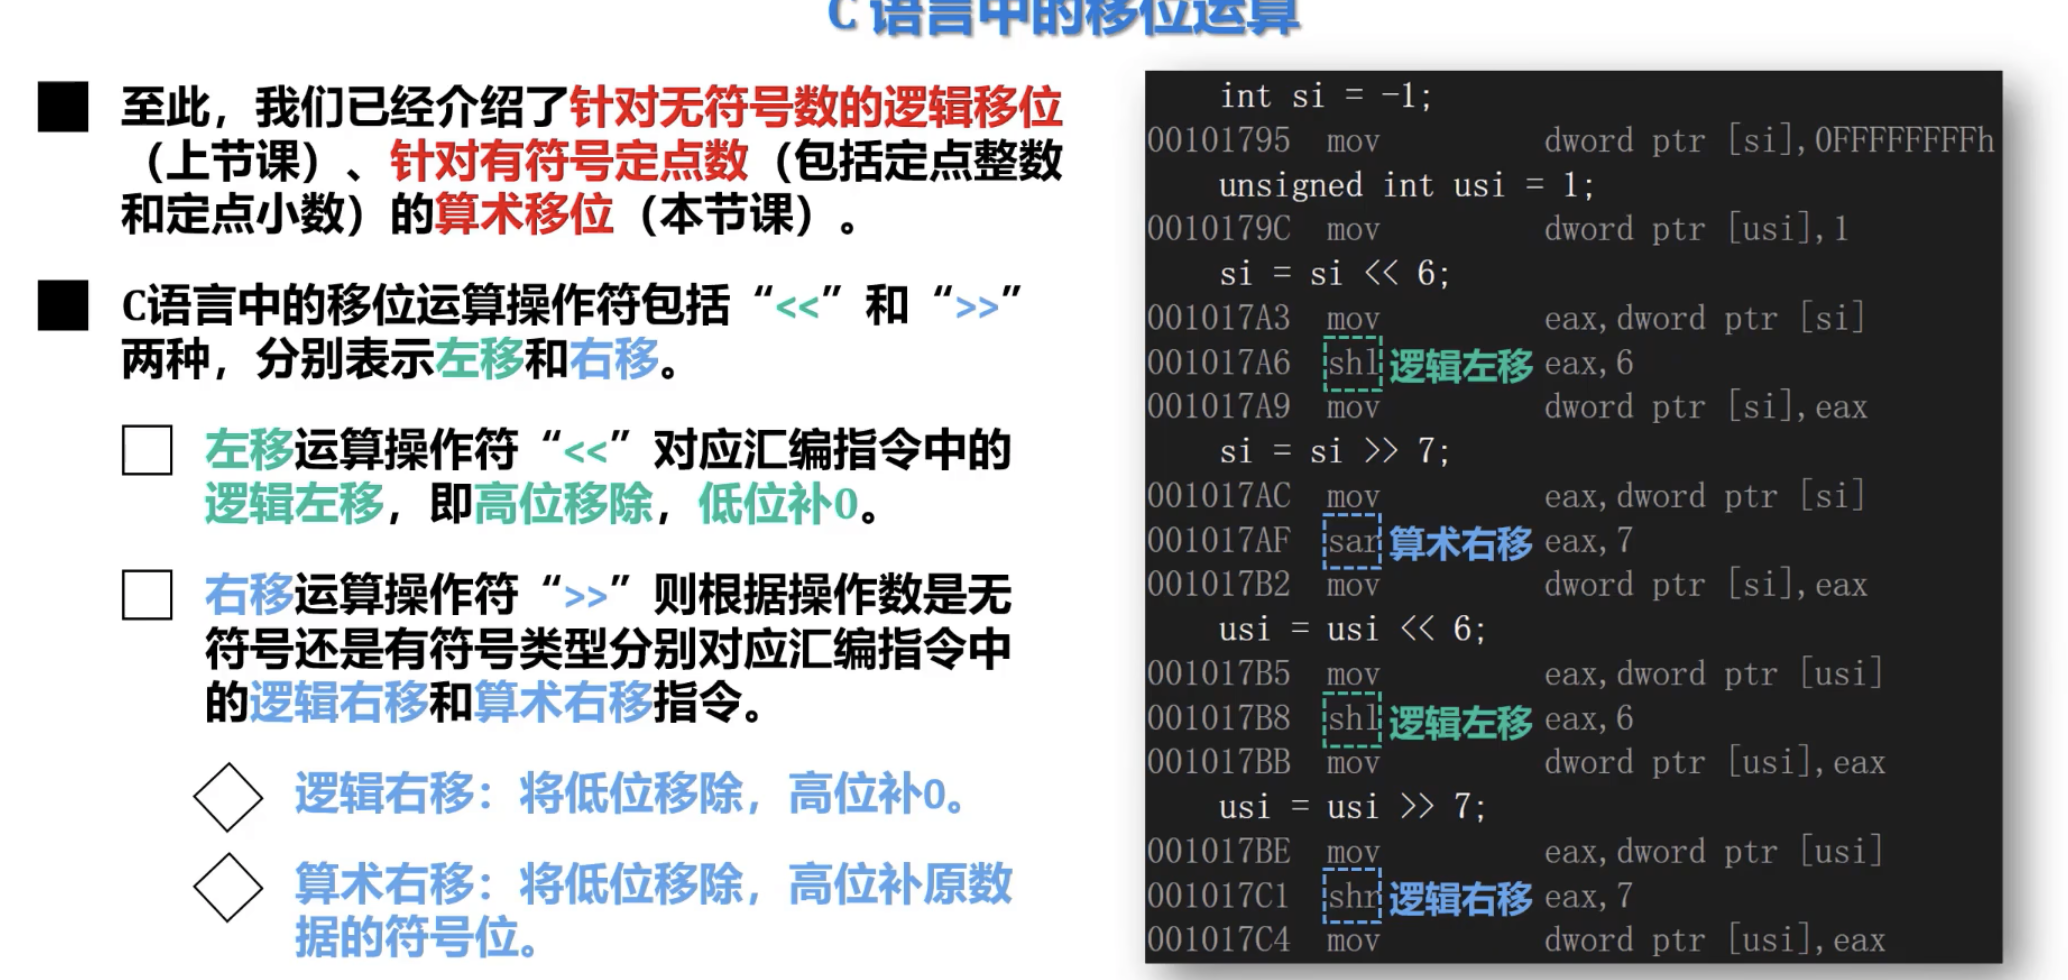 C 语言中的移位运算
至此，我们已经介绍了针对无符号数的逻辑移位
（上节课）、针对有符号定点数（包括定点整数
和定点小数）的算术移位（本节课）。
C语言中的移位运算操作符包括“<<”和“>>”
两种，分别表示左移和右移。
左移运算操作符“<<”对应汇编指令中的
逻辑左移，即高位移除，低位补0。
右移运算操作符“>>”则根据操作数是无
符号还是有符号类型分别对应汇编指令中
的逻辑右移和算术右移指令。
逻辑右移：将低位移除，高位补0。
算术右移：将低位移除，高位补原数
据的符号位。
int si = -1;
00101795 mov dword ptr [si],0FFFFFFFFh
unsigned int usi = 1;
0010179C mov dword ptr [usi],1
si = si << 6;
001017A3 mov eax,dword ptr [si]
001017A6 shl 逻辑左移 eax,6
001017A9 mov dword ptr [si],eax
si = si >> 7;
001017AC mov eax,dword ptr [si]
001017AF sar 算术右移 eax,7
001017B2 mov dword ptr [si],eax
usi = usi << 6;
001017B5 mov eax,dword ptr [usi]
001017B8 shl 逻辑左移 eax,6
001017BB mov dword ptr [usi],eax
usi = usi >> 7;
001017BE mov eax,dword ptr [usi]
001017C1 shr 逻辑右移 eax,7
001017C4 mov dword ptr [usi],eax